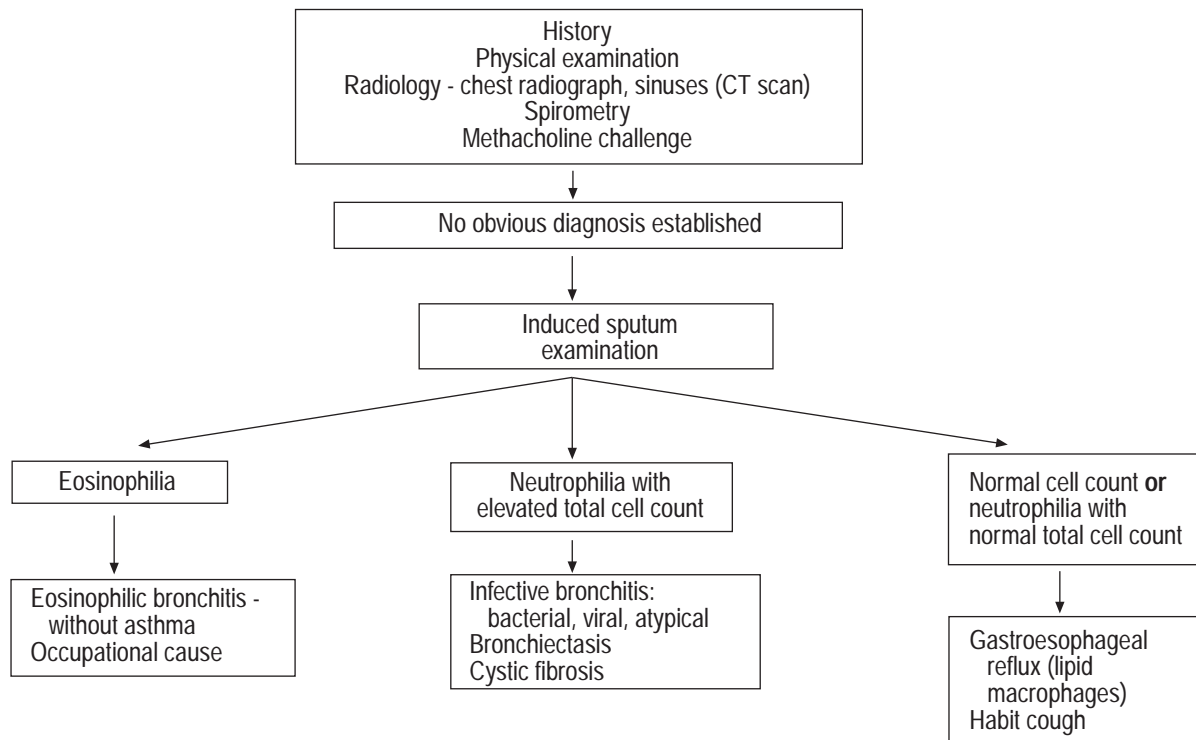 History
Physical examination
Radiology - chest radiograph, sinuses (CT scan)
Spirometry
Methacholine challenge
No obvious diagnosis established
Induced sputum
examination
Eosinophilia
Neutrophilia with
elevated total cell count
Normal cell count or
neutrophilia with
normal total cell count
Eosinophilic bronchitis -
without asthma
Occupational cause
Infective bronchitis:
bacterial, viral, atypical
Bronchiectasis
Cystic fibrosis
Gastroesophageal
reflux (lipid
macrophages)
Habit cough